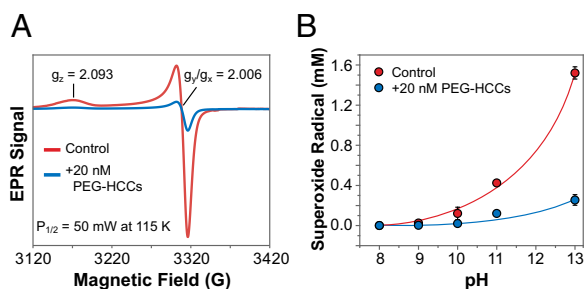 A
g_z = 2.093
g_y/g_x = 2.006
Control
+20 nM
PEG-HCCs
P_1/2 = 50 mW at 115 K
EPR Signal
3120
3220
3320
3420
Magnetic Field (G)
B
Control
+20 nM PEG-HCCs
Superoxide Radical (mM)
1.6
1.2
0.8
0.4
0.0
8
9
10
11
12
13
pH